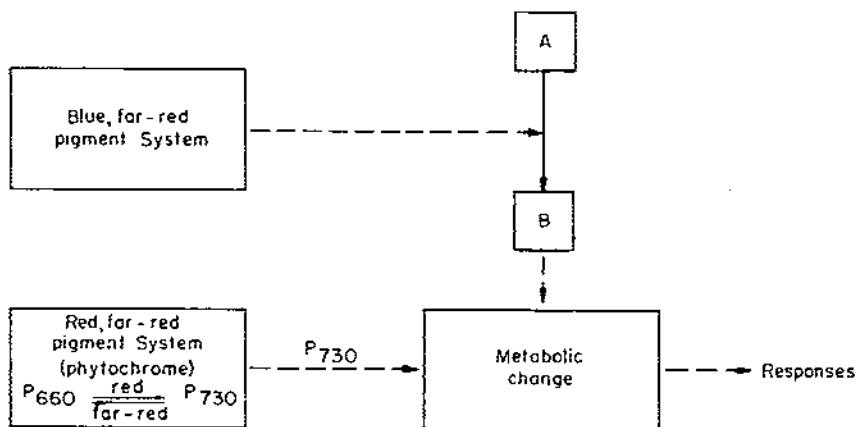 A
Blue, far-red
pigment System
B
Red, far-red
pigment System
(phytochrome)
P660 red P730
far-red
P730
Metabolic
change
Responses